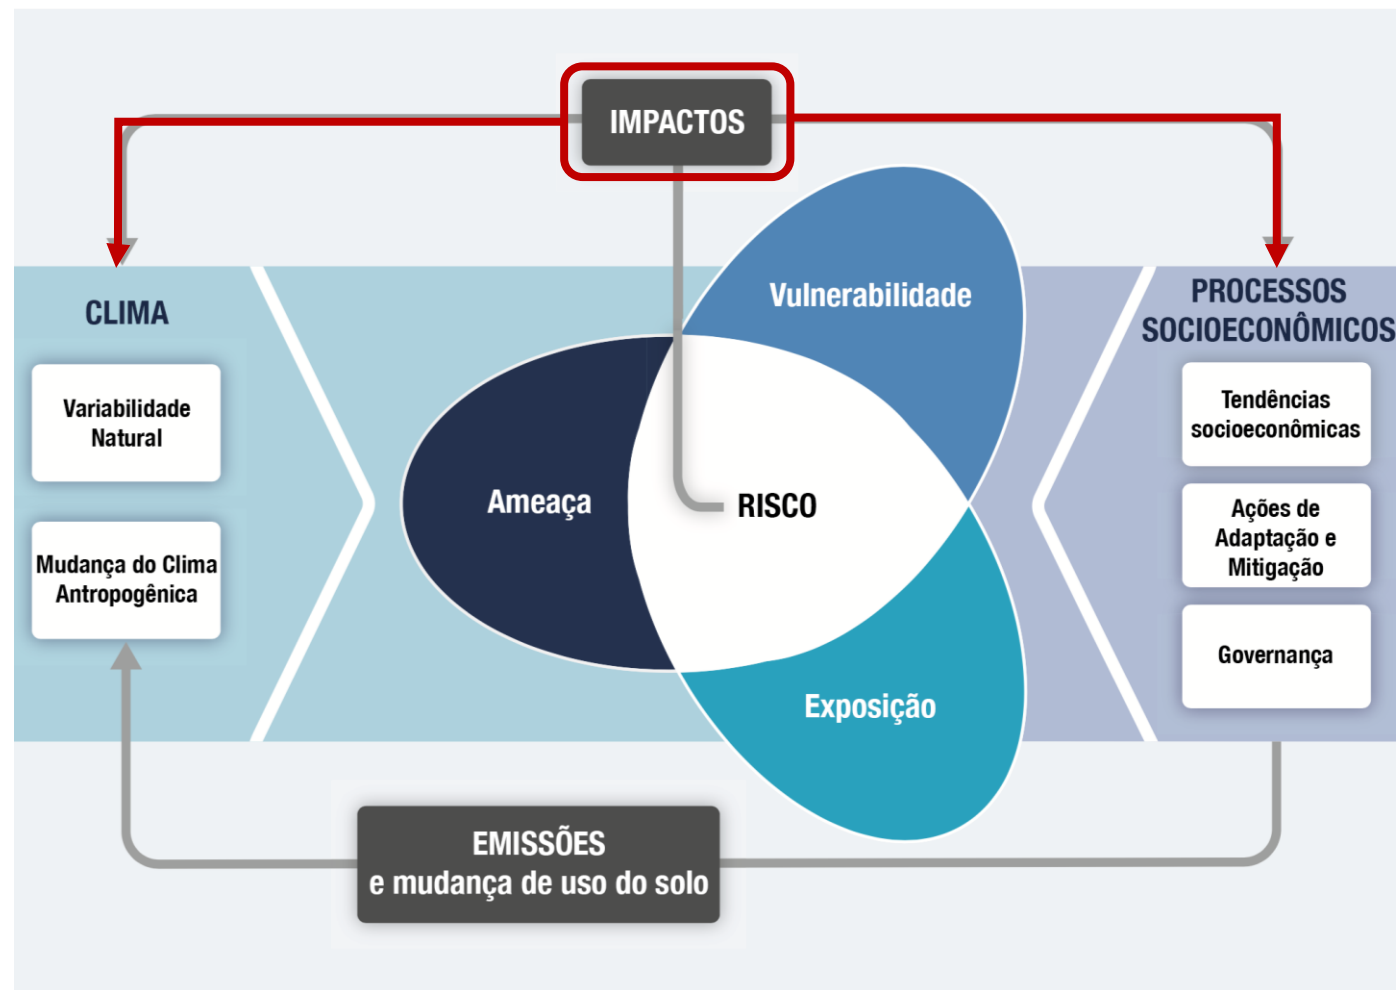 IMPACTOS
CLIMA
Variabilidade
Natural
Mudança do Clima
Antropogênica
Vulnerabilidade
Ameaça
RISCO
Exposição
PROCESSOS
SOCIOECONÔMICOS
Tendências
socioeconômicas
Ações de
Adaptação e
Mitigação
Governança
EMISSÕES
e mudança de uso do solo